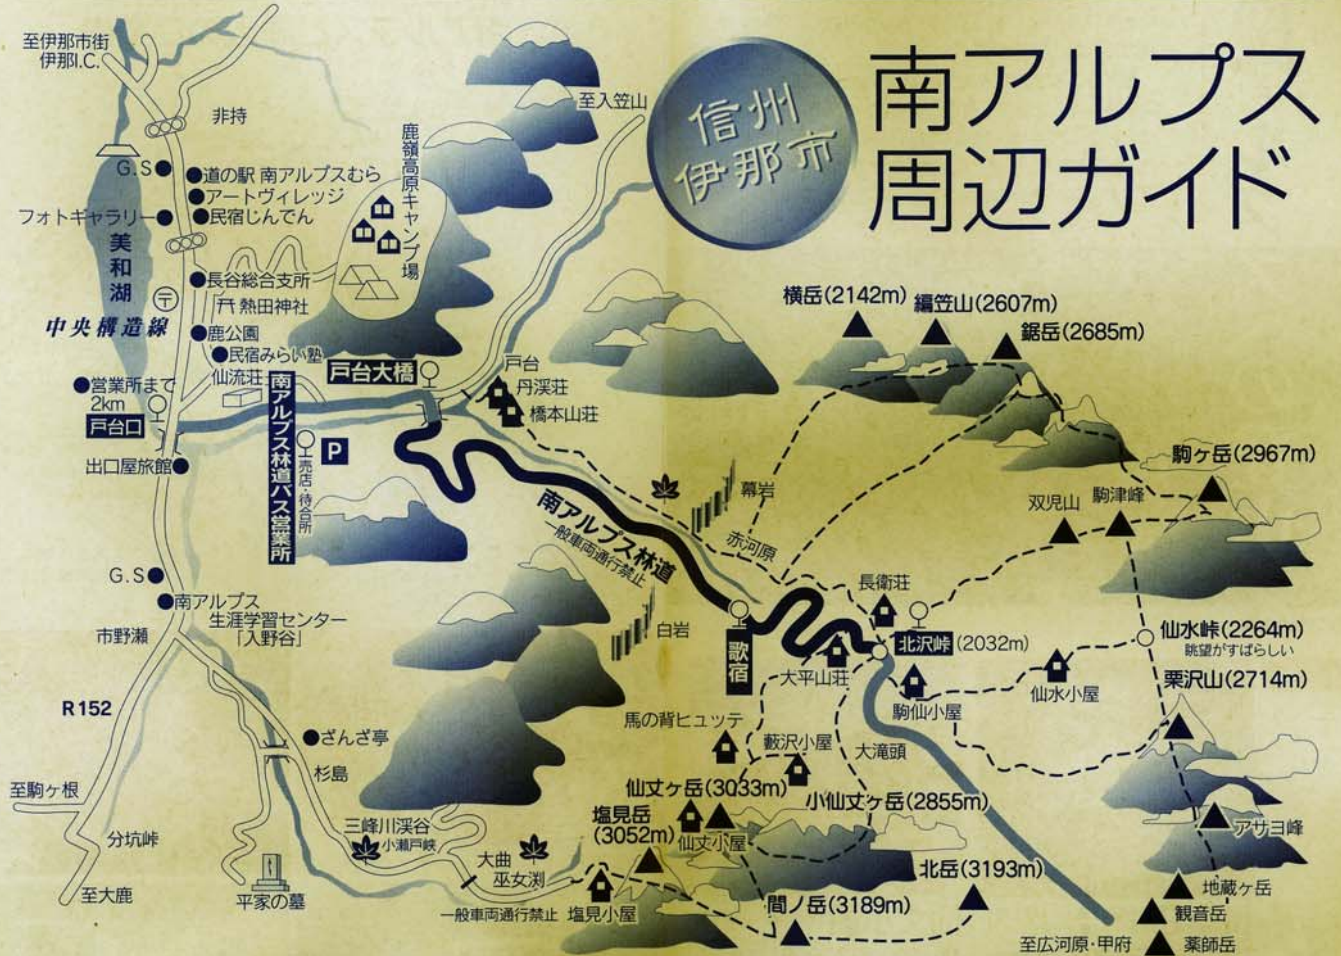 南アルプス
周辺ガイド
信州
伊那市
至伊那市街
伊那I.C.
非持
G.S
道の駅 南アルプスむら
アートヴィレッジ
フォトギャラリー
民宿じんでん
美和湖
鹿嶺高原キャンプ場
至入笠山
長谷総合支所
熱田神社
〒
中央構造線
鹿公園
民宿みらい塾
仙流荘
営業所まで
2km
戸台口
戸台大橋
戸台
丹渓荘
橋本山荘
南アルプス林道バス営業所
売店・待合所
P
出口屋旅館
横岳(2142m)
編笠山(2607m)
鋸岳(2685m)
駒ヶ岳(2967m)
双児山
駒津峰
幕岩
赤河原
南アルプス林道
一般車両通行禁止
白岩
歌宿
長衛荘
北沢峠
(2032m)
大平山荘
仙水峠(2264m)
眺望がすばらしい
仙水小屋
駒仙小屋
栗沢山(2714m)
G.S
南アルプス
生涯学習センター
「入野谷」
市野瀬
R152
ざんざ亭
杉島
至駒ヶ根
分坑峠
至大鹿
平家の墓
三峰川渓谷
小瀬戸峡
大曲
巫女渕
一般車両通行禁止
馬の背ヒュッテ
藪沢小屋
大滝頭
仙丈ヶ岳(3033m)
小仙丈ヶ岳(2855m)
塩見岳
(3052m)
仙丈小屋
塩見小屋
北岳(3193m)
間ノ岳(3189m)
アサヨ峰
地蔵ヶ岳
観音岳
薬師岳
至広河原・甲府